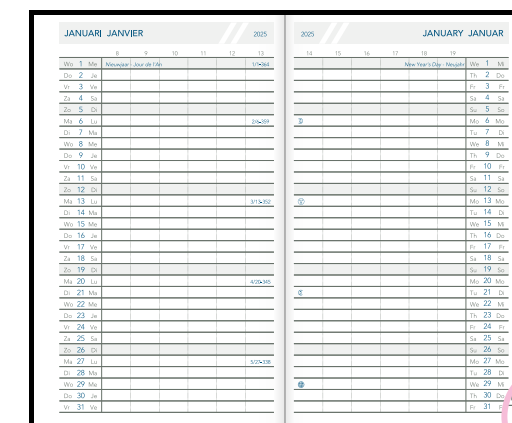 JANUARI JANVIER 2025
8 9 10 11 12 13
Wo 1 Me Nieuwjaar - Jour de l'An 1/1-364
Do 2 Je
Vr 3 Ve
Za 4 Sa
Zo 5 Di
Ma 6 Lu 2/6-359
Di 7 Ma
Wo 8 Me
Do 9 Je
Vr 10 Ve
Za 11 Sa
Zo 12 Di
Ma 13 Lu 3/13-352
Di 14 Ma
Wo 15 Me
Do 16 Je
Vr 17 Ve
Za 18 Sa
Zo 19 Di
Ma 20 Lu 4/20-345
Di 21 Ma
Wo 22 Me
Do 23 Je
Vr 24 Ve
Za 25 Sa
Zo 26 Di
Ma 27 Lu 5/27-338
Di 28 Ma
Wo 29 Me
Do 30 Je
Vr 31 Ve
2025 JANUARY JANUAR
14 15 16 17 18 19
New Year's Day - Neujahr We 1 Mi
Th 2 Do
Fr 3 Fr
Sa 4 Sa
Su 5 So
Mo 6 Mo
Tu 7 Di
We 8 Mi
Th 9 Do
Fr 10 Fr
Sa 11 Sa
Su 12 So
Mo 13 Mo
Tu 14 Di
We 15 Mi
Th 16 Do
Fr 17 Fr
Sa 18 Sa
Su 19 So
Mo 20 Mo
Tu 21 Di
We 22 Mi
Th 23 Do
Fr 24 Fr
Sa 25 Sa
Su 26 So
Mo 27 Mo
Tu 28 Di
We 29 Mi
Th 30 Do
Fr 31 F